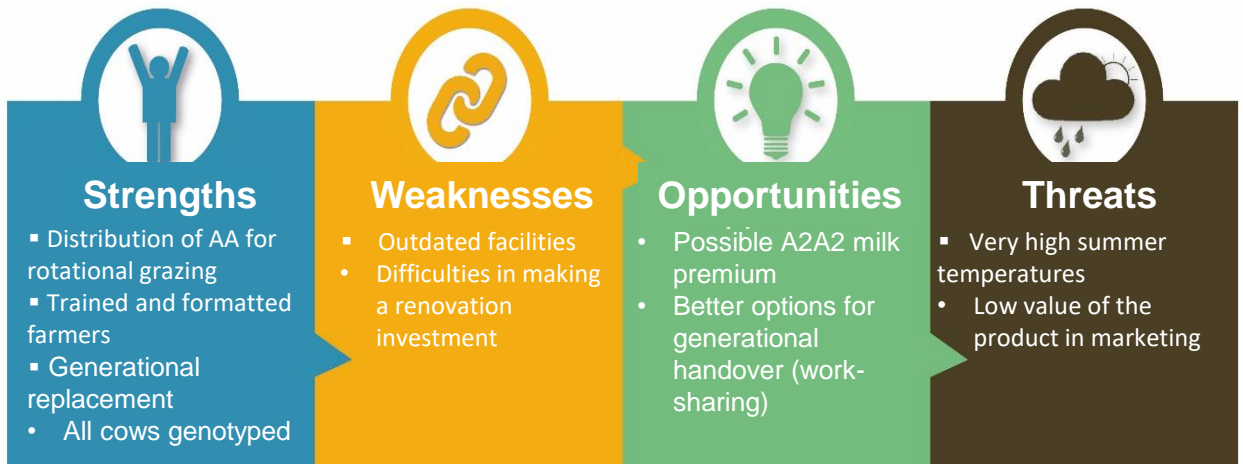 Strengths
▪ Distribution of AA for
rotational grazing
▪ Trained and formatted
farmers
▪ Generational
replacement
• All cows genotyped
Weaknesses
▪ Outdated facilities
• Difficulties in making
a renovation
investment
Opportunities
• Possible A2A2 milk
premium
• Better options for
generational
handover (work-
sharing)
Threats
▪ Very high summer
temperatures
• Low value of the
product in marketing